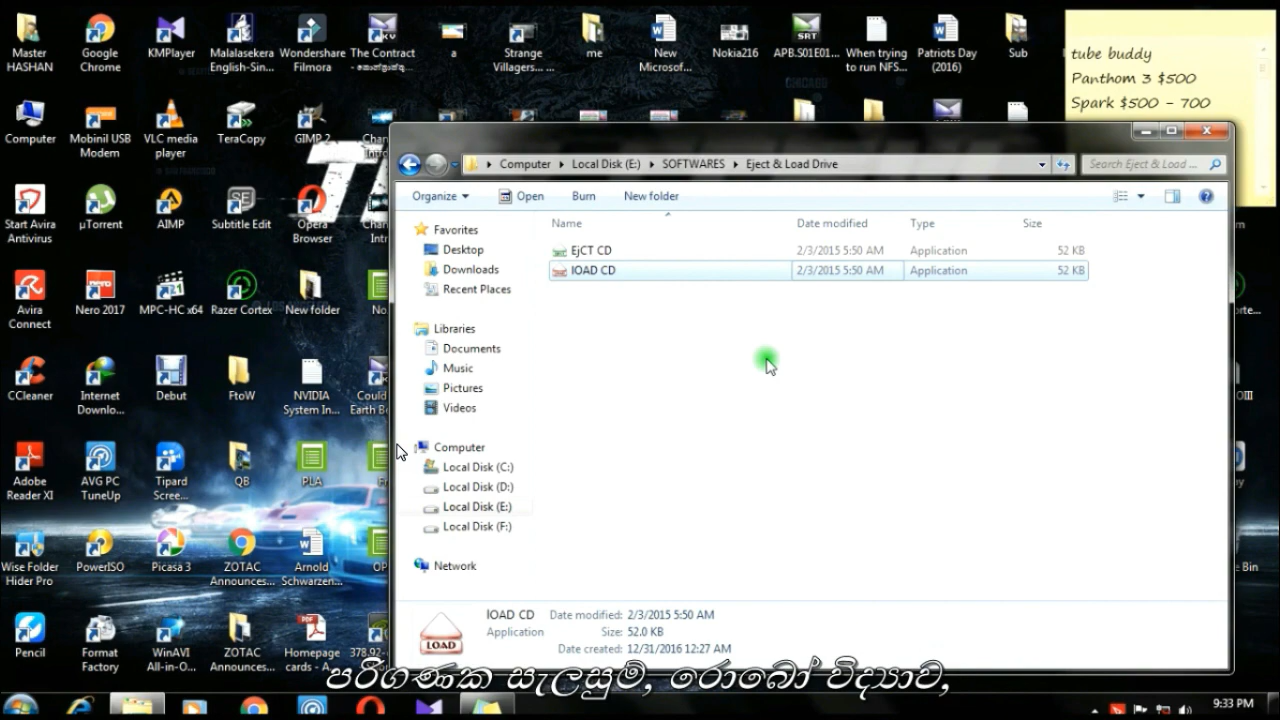 Master HASHAN
Google Chrome
KMPlayer
Malalasekera English-Sin...
Wondershare Filmora
The Contract
a
Strange Villagers... ...
me
New Microsof...
Nokia216
APB.S01E01...
When trying to run NFS...
Patriots Day (2016)
Sub
tube buddy
Panthom 3 $500
Spark $500 - 700
Computer
Mobinil USB Modem
VLC media player
TeraCopy
GIMP 2
Start Avira Antivirus
µTorrent
AIMP
Subtitle Edit
Opera Browser
Avira Connect
Nero 2017
MPC-HC x64
Razer Cortex
New folder
CCleaner
Internet Downlo...
Debut
FtoW
NVIDIA System In...
Adobe Reader XI
AVG PC TuneUp
Tipard Scree...
QB
PLA
Wise Folder Hider Pro
PowerISO
Picasa 3
ZOTAC Announces...
Arnold Schwarzen...
Pencil
Format Factory
WinAVI All-in-O...
ZOTAC Announces...
Homepage cards - A...
378.92-
Computer Local Disk (E:) SOFTWARES Eject & Load Drive
Search Eject & Load ...
Organize Open Burn New folder
Name Date modified Type Size
EjCT CD 2/3/2015 5:50 AM Application 52 KB
lOAD CD 2/3/2015 5:50 AM Application 52 KB
Favorites
Desktop
Downloads
Recent Places
Libraries
Documents
Music
Pictures
Videos
Computer
Local Disk (C:)
Local Disk (D:)
Local Disk (E:)
Local Disk (F:)
Network
LOAD
lOAD CD Date modified: 2/3/2015 5:50 AM
Application Size: 52.0 KB
Date created: 12/31/2016 12:27 AM
පරිගණක සැලසුම්, රොබෝ විද්‍යාව,
9:33 PM